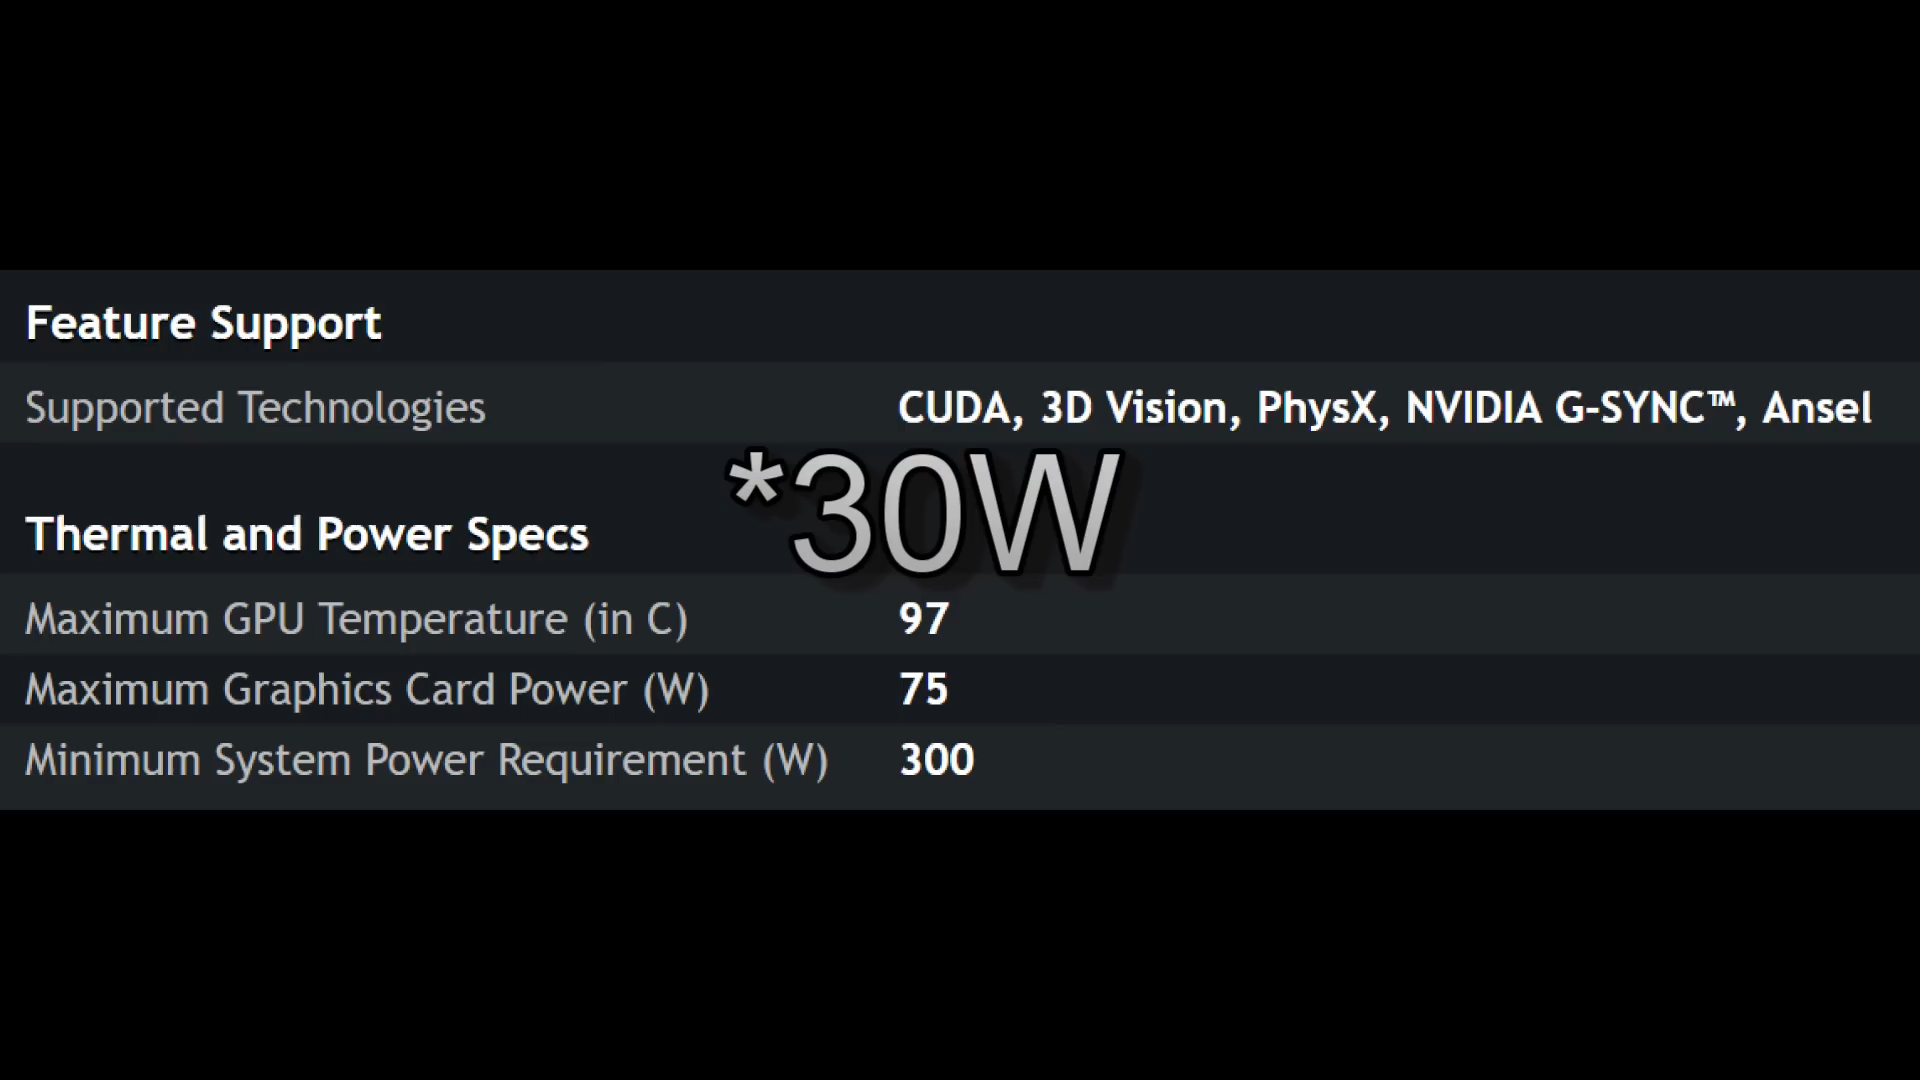 Feature Support
Supported Technologies CUDA, 3D Vision, PhysX, NVIDIA G-SYNC™, Ansel
*30W
Thermal and Power Specs
Maximum GPU Temperature (in C) 97
Maximum Graphics Card Power (W) 75
Minimum System Power Requirement (W) 300